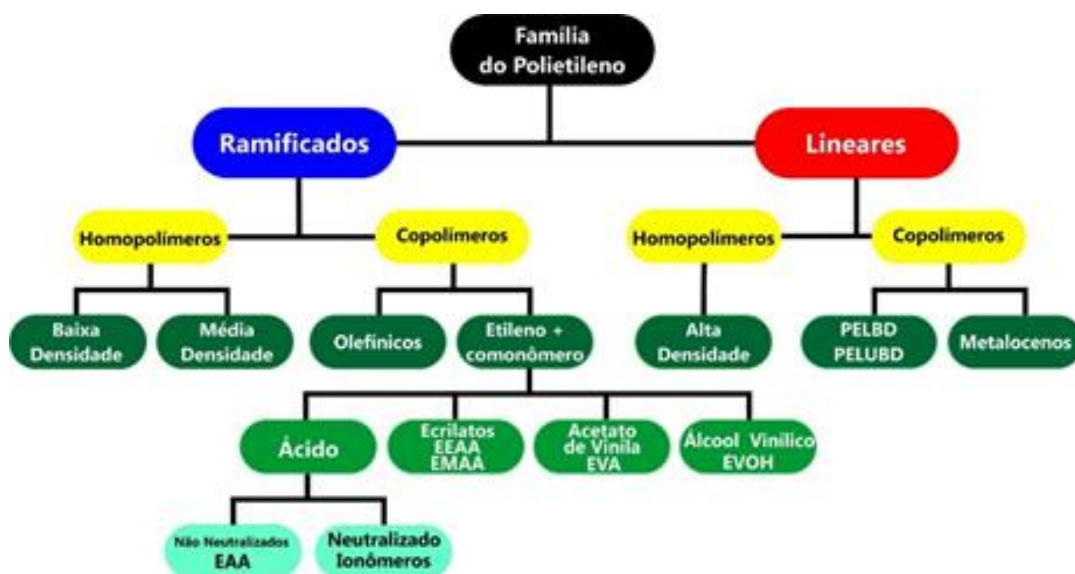 Família
do Polietileno
Ramificados
Lineares
Homopolímeros
Copolímeros
Homopolímeros
Copolímeros
Baixa
Densidade
Média
Densidade
Olefínicos
Etileno +
comonômero
Alta
Densidade
PELBD
PELUBD
Metalocenos
Ácido
Ecrilatos
EEAA
EMAA
Acetato
de Vinila
EVA
Álcool Vinílico
EVOH
Não Neutralizados
EAA
Neutralizado
Ionômeros